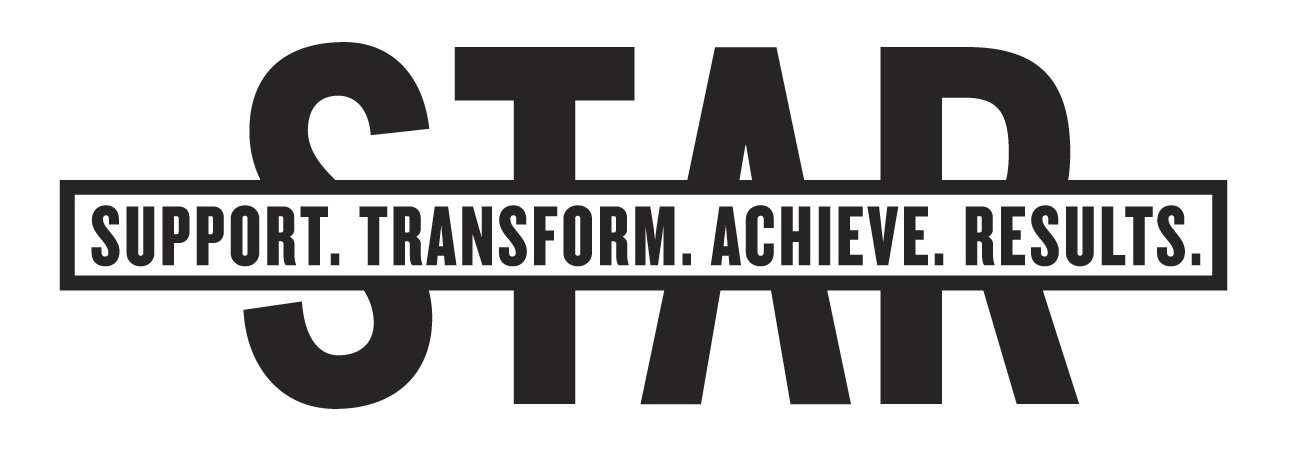 STAR
SUPPORT. TRANSFORM. ACHIEVE. RESULTS.